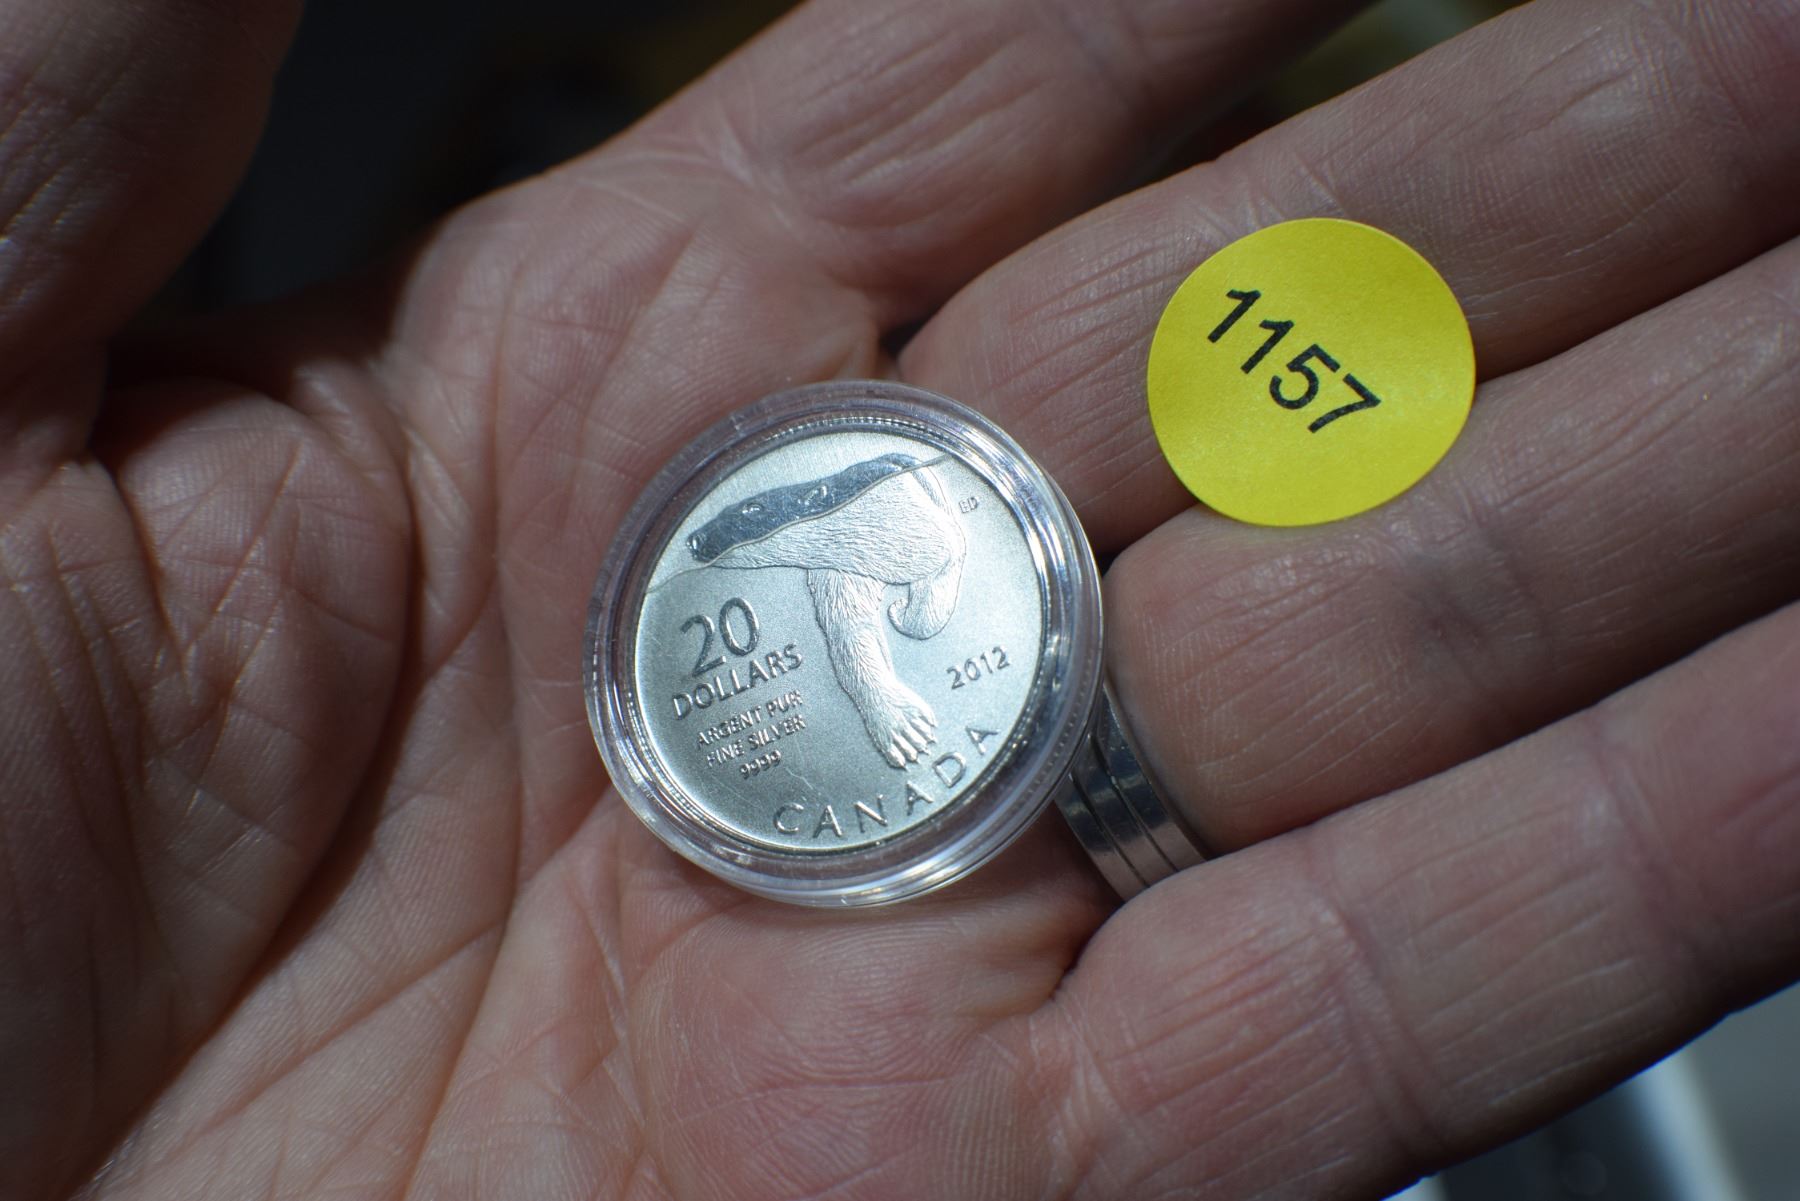 1157
ED
20
DOLLARS
2012
ARGENT PUR
FINE SILVER
9999
CANADA